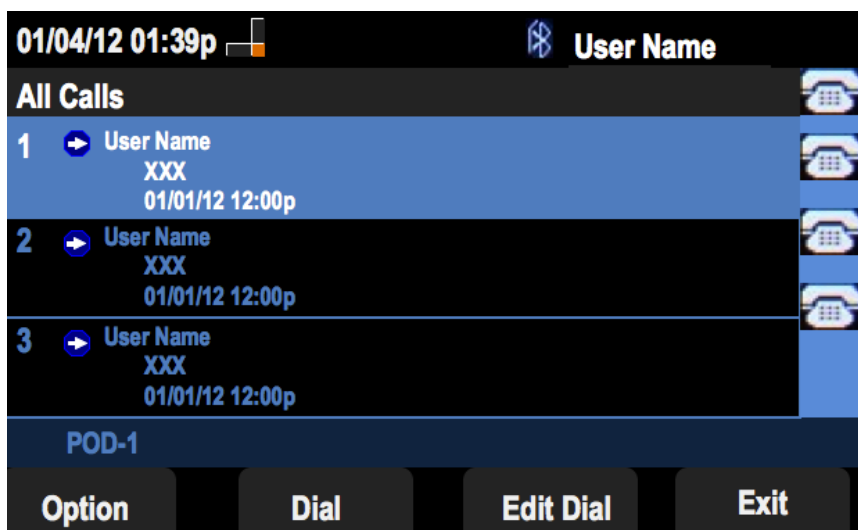 01/04/12 01:39p User Name
All Calls
1 User Name
XXX
01/01/12 12:00p
2 User Name
XXX
01/01/12 12:00p
3 User Name
XXX
01/01/12 12:00p
POD-1
Option Dial Edit Dial Exit